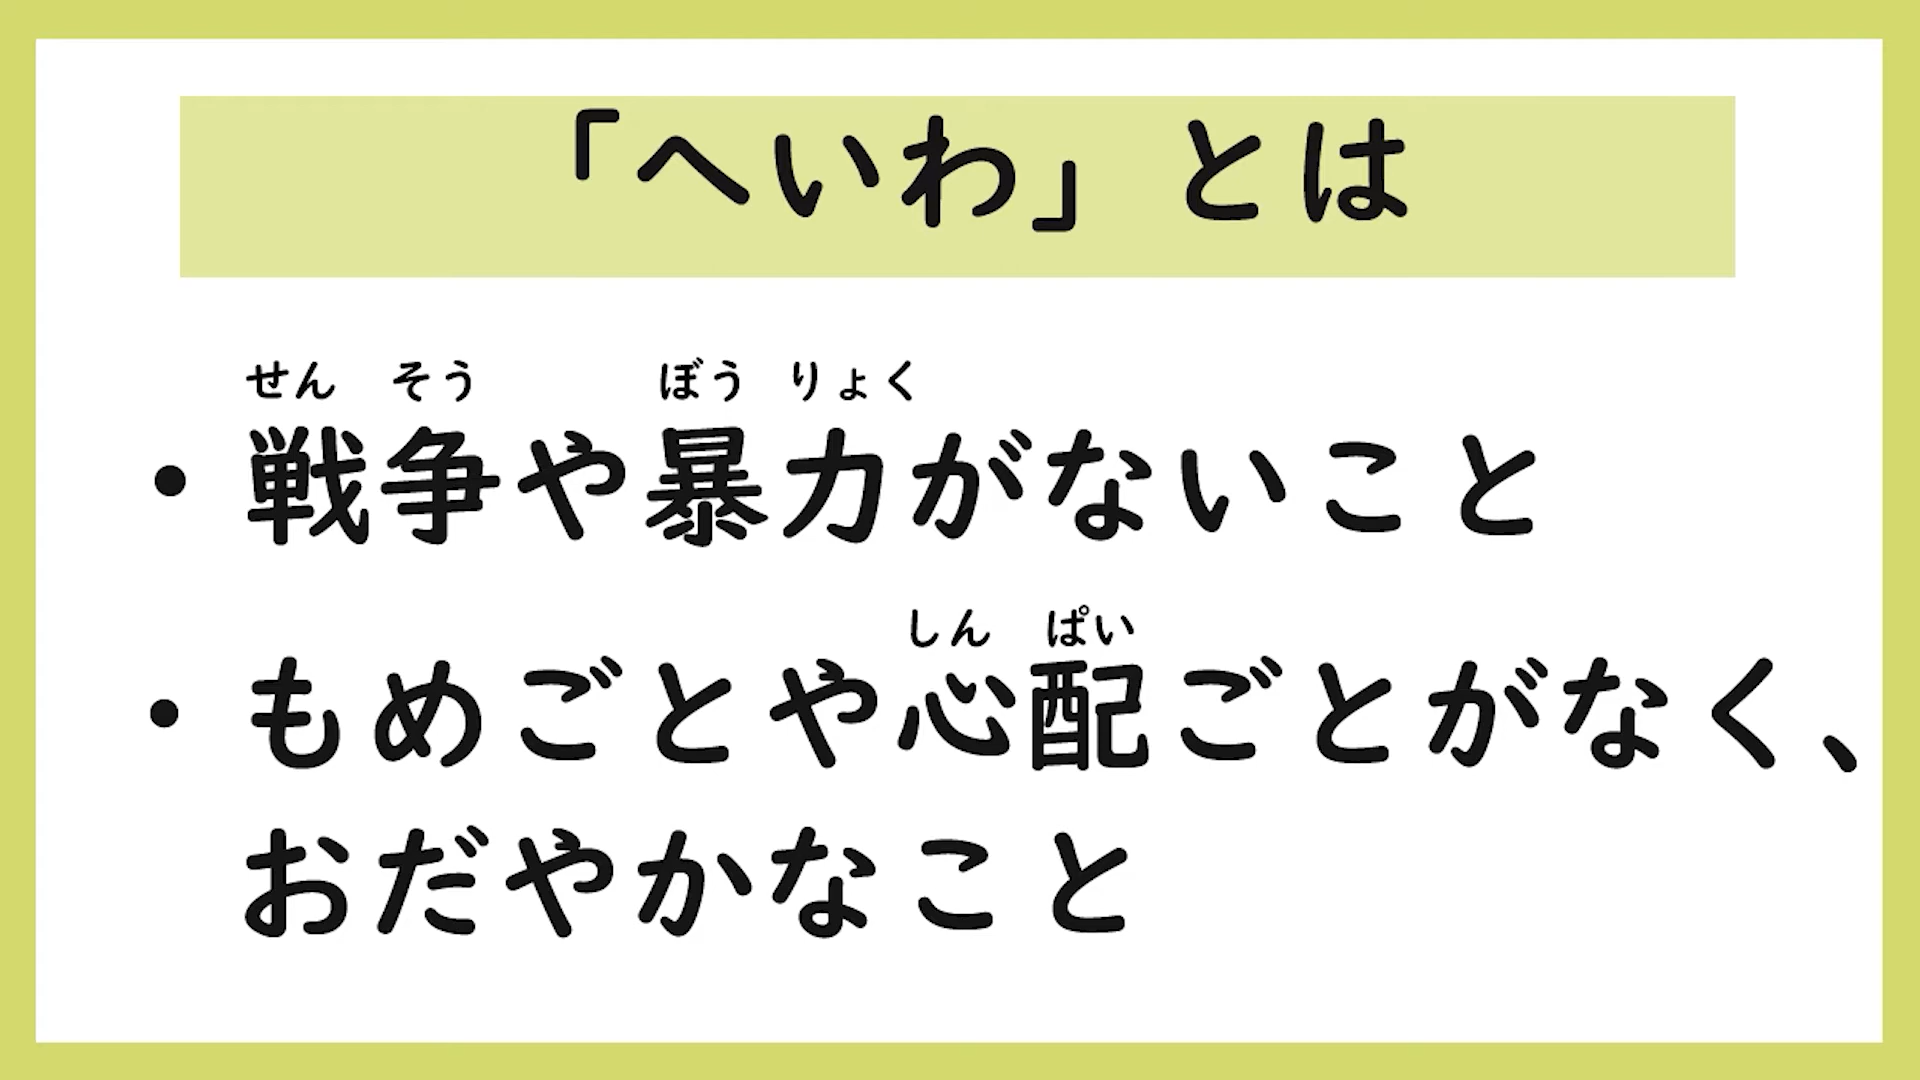 「へいわ」とは
せん そう ぼう りょく
・戦争や暴力がないこと
しん ぱい
・もめごとや心配ごとがなく、
おだやかなこと